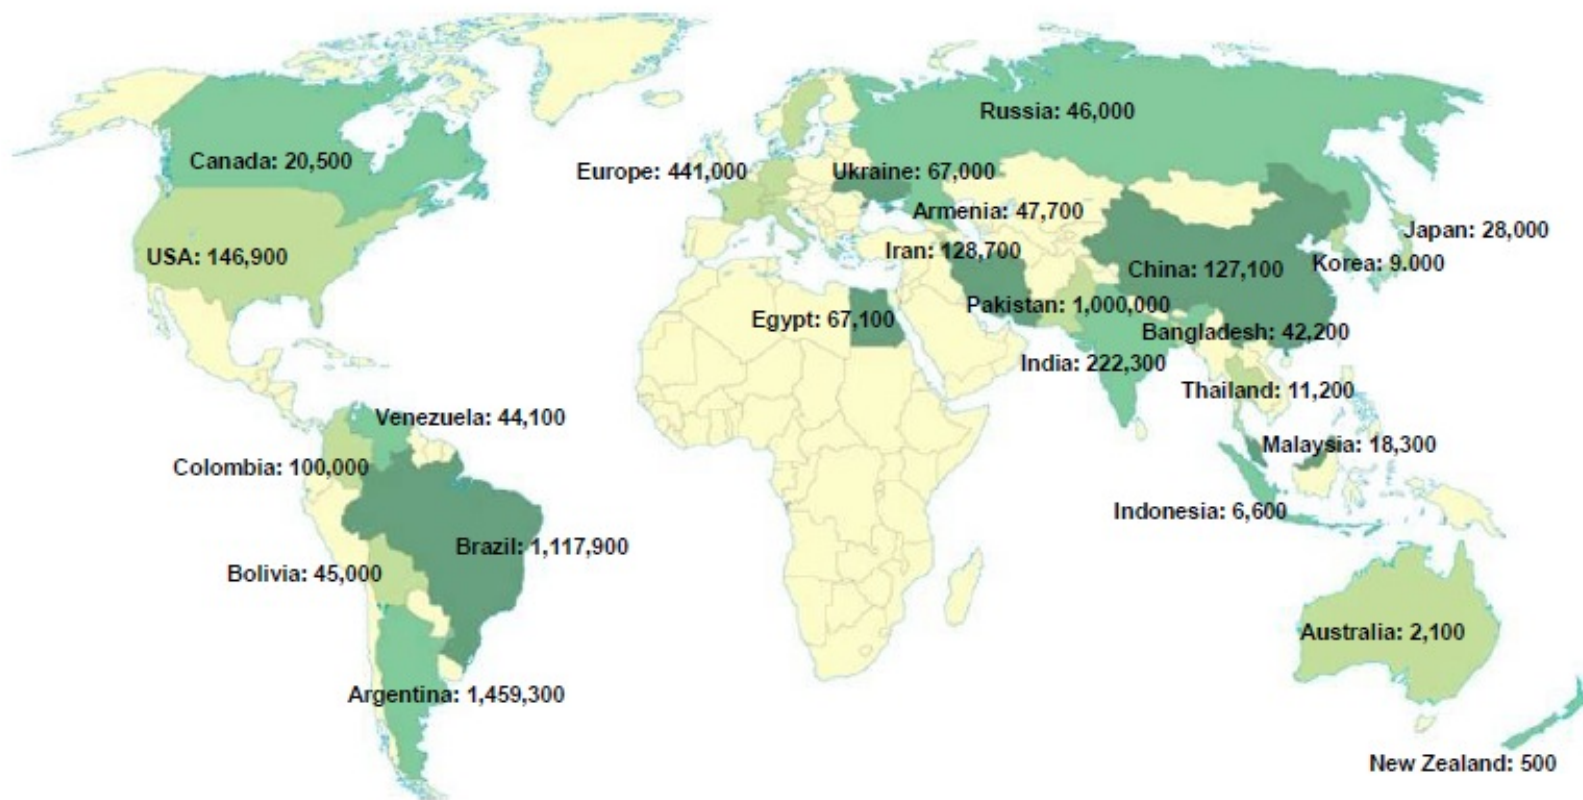 Russia: 46,000
Canada: 20,500
Europe: 441,000
Ukraine: 67,000
Armenia: 47,700
Japan: 28,000
USA: 146,900
Iran: 128,700
China: 127,100
Korea: 9.000
Pakistan: 1,000,000
Egypt: 67,100
Bangladesh: 42,200
India: 222,300
Thailand: 11,200
Venezuela: 44,100
Malaysia: 18,300
Colombia: 100,000
Indonesia: 6,600
Brazil: 1,117,900
Bolivia: 45,000
Australia: 2,100
Argentina: 1,459,300
New Zealand: 500